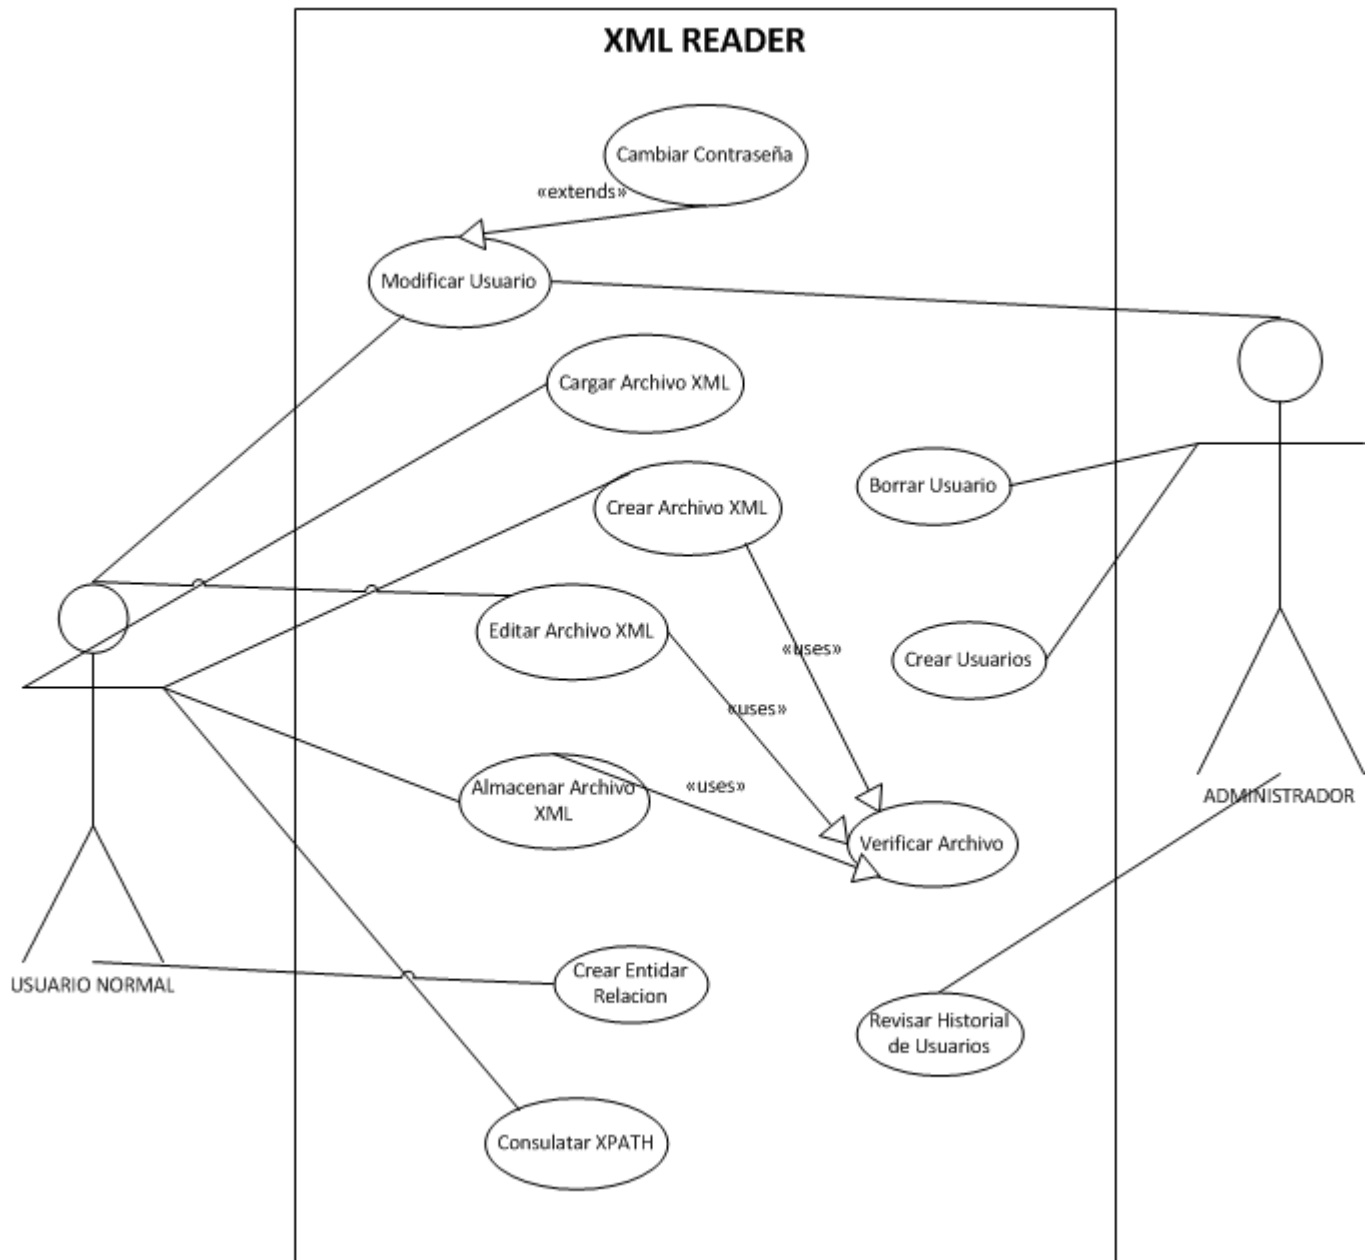 XML READER
Cambiar Contraseña
«extends»
Modificar Usuario
Cargar Archivo XML
Borrar Usuario
Crear Archivo XML
Editar Archivo XML
«uses»
Crear Usuarios
«uses»
Almacenar Archivo
XML
«uses»
ADMINISTRADOR
Verificar Archivo
USUARIO NORMAL
Crear Entidar
Relacion
Revisar Historial
de Usuarios
Consulatar XPATH